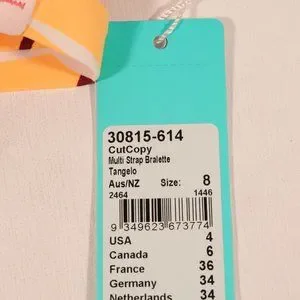 30815-614
CutCopy
Multi Strap Bralette
Tangelo
Aus/NZ Size: 8
2464 1446
9 349623 673774
USA 4
Canada 6
France 36
Germany 34
Netherlands 34